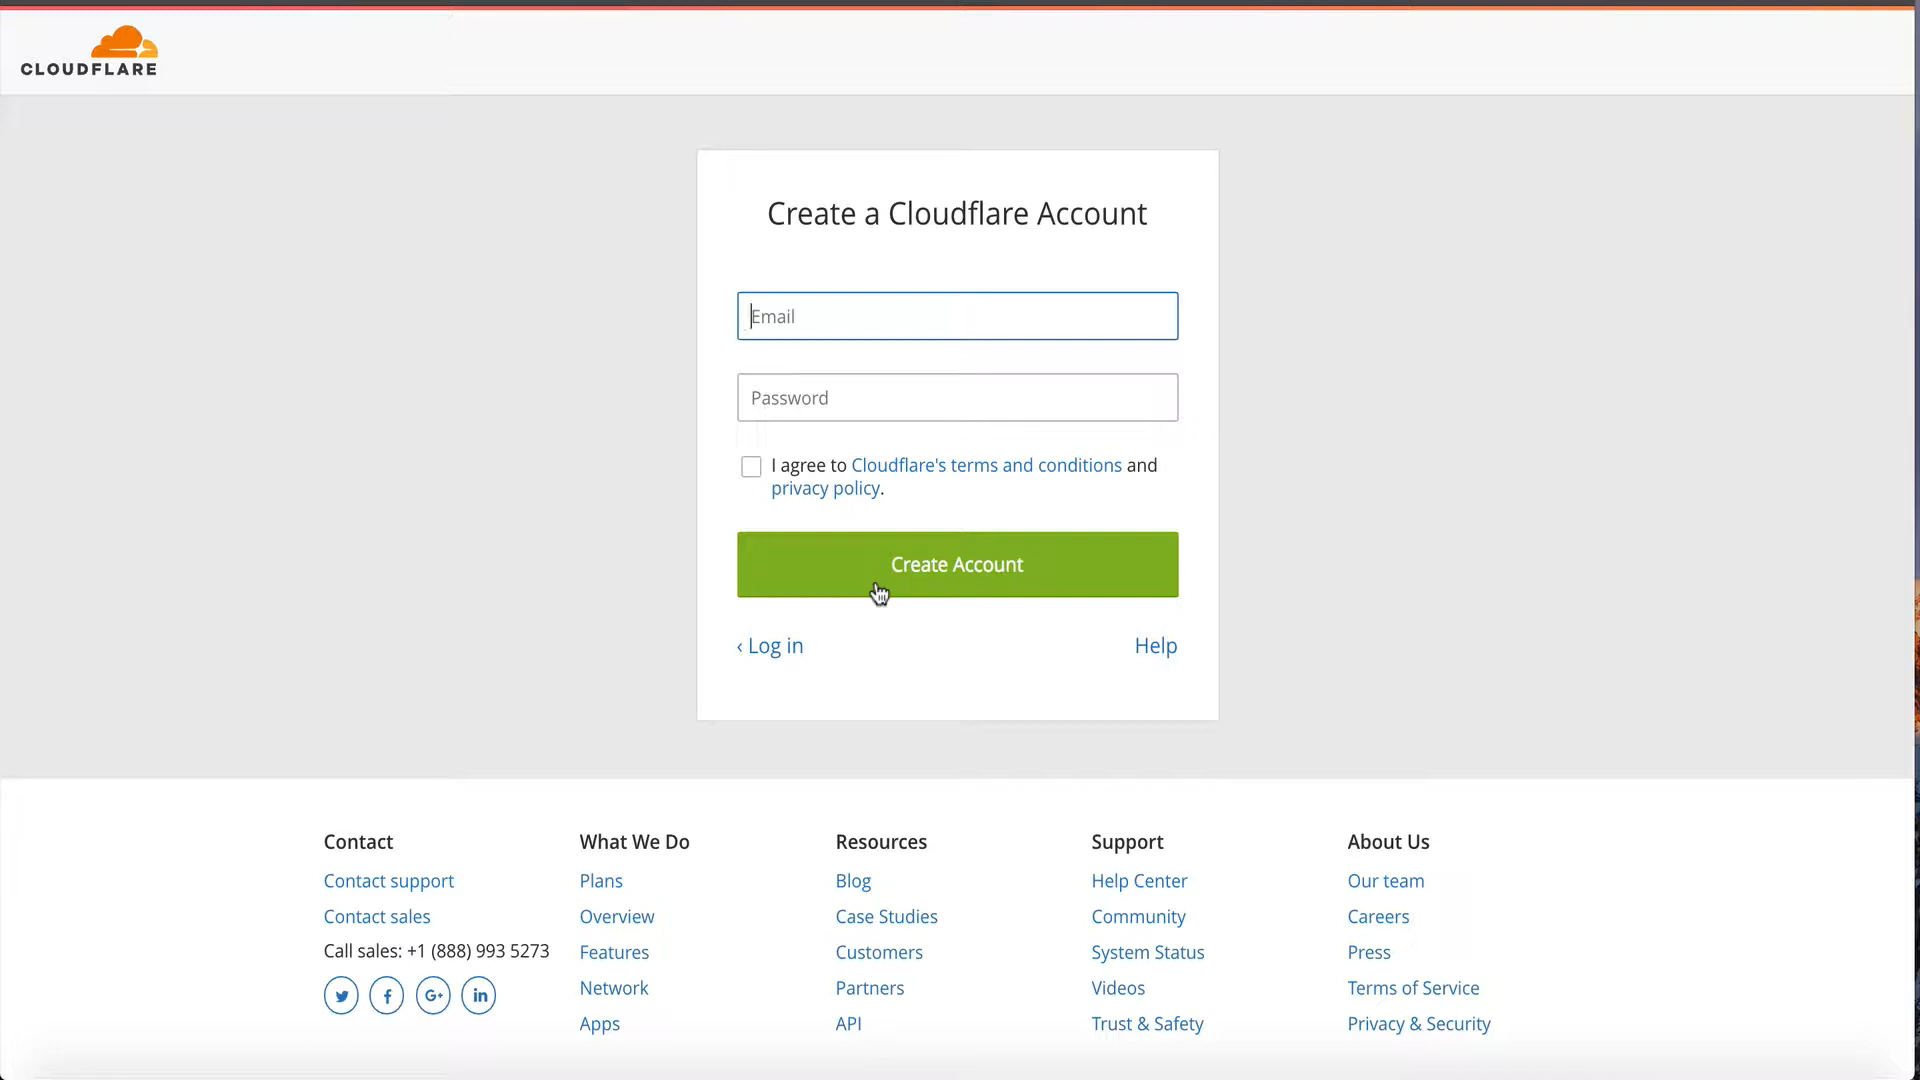 CLOUDFLARE
Create a Cloudflare Account
Email
Password
I agree to Cloudflare's terms and conditions and
privacy policy.
Create Account
‹ Log in
Help
Contact
Contact support
Contact sales
Call sales: +1 (888) 993 5273
G+
in
What We Do
Plans
Overview
Features
Network
Apps
Resources
Blog
Case Studies
Customers
Partners
API
Support
Help Center
Community
System Status
Videos
Trust & Safety
About Us
Our team
Careers
Press
Terms of Service
Privacy & Security